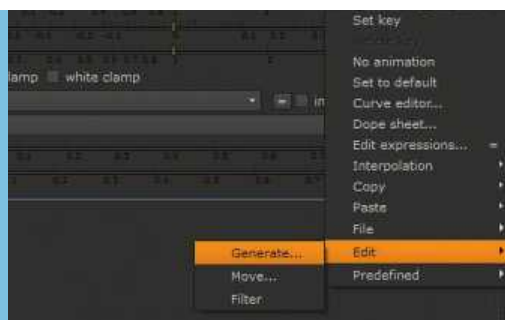 Set key
No animation
lamp white clamp
Set to default
Curve editor...
in
Dope sheet...
Edit expressions... =
Interpolation
Copy
Paste
File
Generate...
Edit
Move...
Predefined
Filter